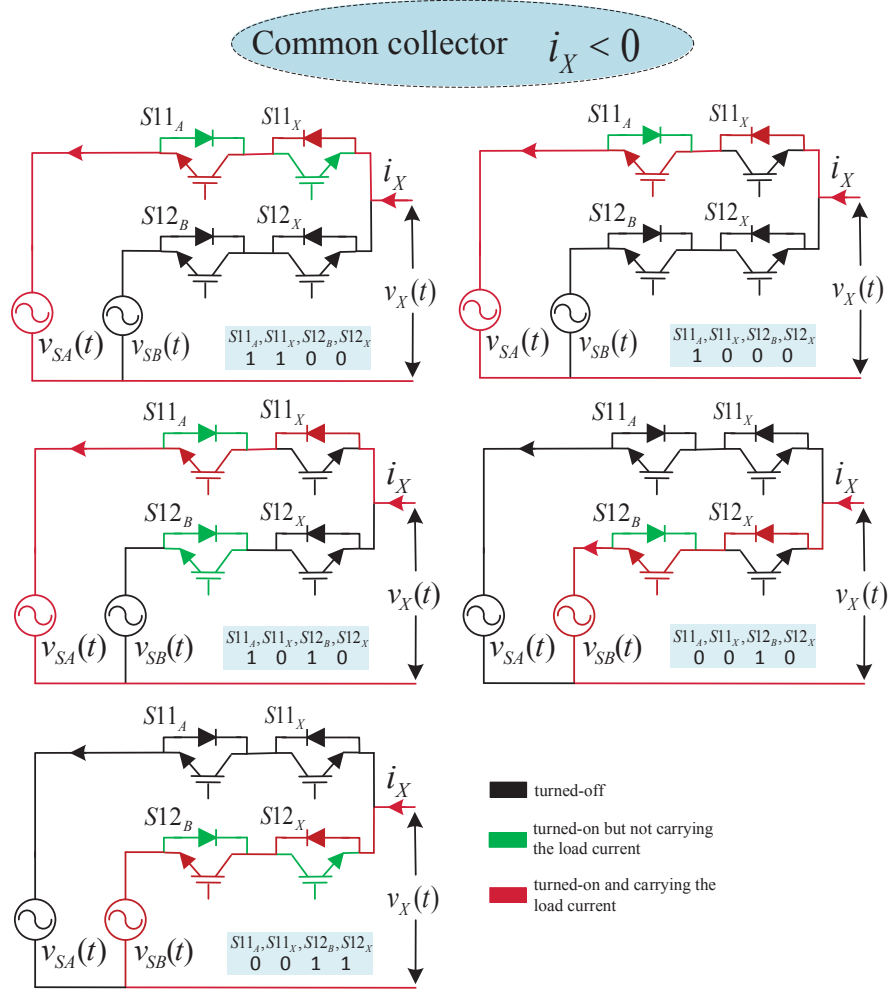 Common collector i_X < 0
S11_A S11_X
i_X
S12_B S12_X
v_X(t)
v_SA(t) v_SB(t)
S11_A,S11_X,S12_B,S12_X
1 1 0 0
S11_A S11_X
i_X
S12_B S12_X
v_X(t)
v_SA(t) v_SB(t)
S11_A,S11_X,S12_B,S12_X
1 0 0 0
S11_A S11_X
i_X
S12_B S12_X
v_X(t)
v_SA(t) v_SB(t)
S11_A,S11_X,S12_B,S12_X
1 0 1 0
S11_A S11_X
i_X
S12_B S12_X
v_X(t)
v_SA(t) v_SB(t)
S11_A,S11_X,S12_B,S12_X
0 0 1 0
S11_A S11_X
i_X
S12_B S12_X
v_X(t)
v_SA(t) v_SB(t)
S11_A,S11_X,S12_B,S12_X
0 0 1 1
turned-off
turned-on but not carrying
the load current
turned-on and carrying the
load current